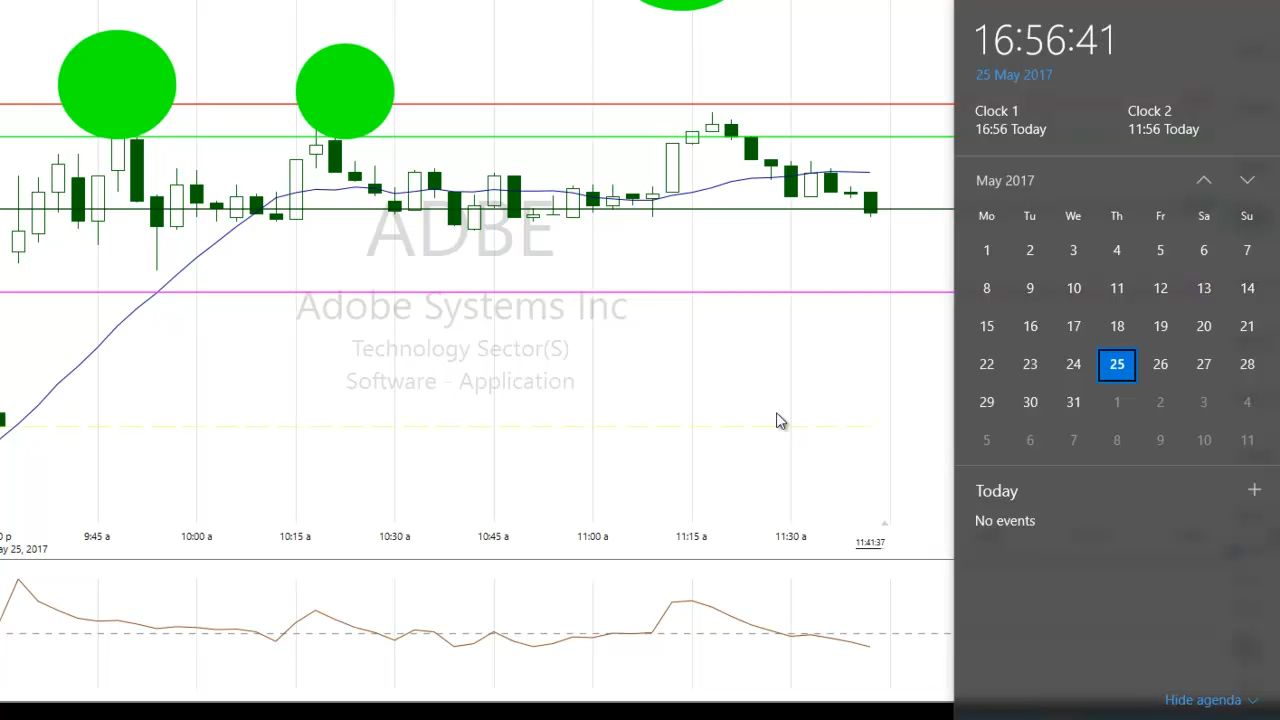 ADBE
Adobe Systems Inc
Technology Sector(S)
Software - Application
0 p
9:45 a
10:00 a
10:15 a
10:30 a
10:45 a
11:00 a
11:15 a
11:30 a
11:41:37
ay 25, 2017
16:56:41
25 May 2017
Clock 1
16:56 Today
Clock 2
11:56 Today
May 2017
Mo Tu We Th Fr Sa Su
1 2 3 4 5 6 7
8 9 10 11 12 13 14
15 16 17 18 19 20 21
22 23 24 25 26 27 28
29 30 31 1 2 3 4
5 6 7 8 9 10 11
Today
No events
Hide agenda